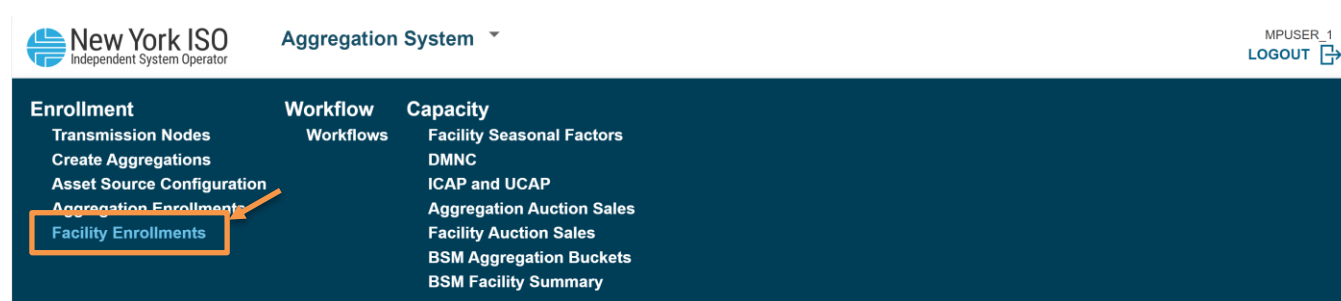 New York ISO
Independent System Operator
Aggregation System
MPUSER_1
LOGOUT
Enrollment
Transmission Nodes
Create Aggregations
Asset Source Configuration
Aggregation Enrollments
Facility Enrollments
Workflow
Workflows
Capacity
Facility Seasonal Factors
DMNC
ICAP and UCAP
Aggregation Auction Sales
Facility Auction Sales
BSM Aggregation Buckets
BSM Facility Summary